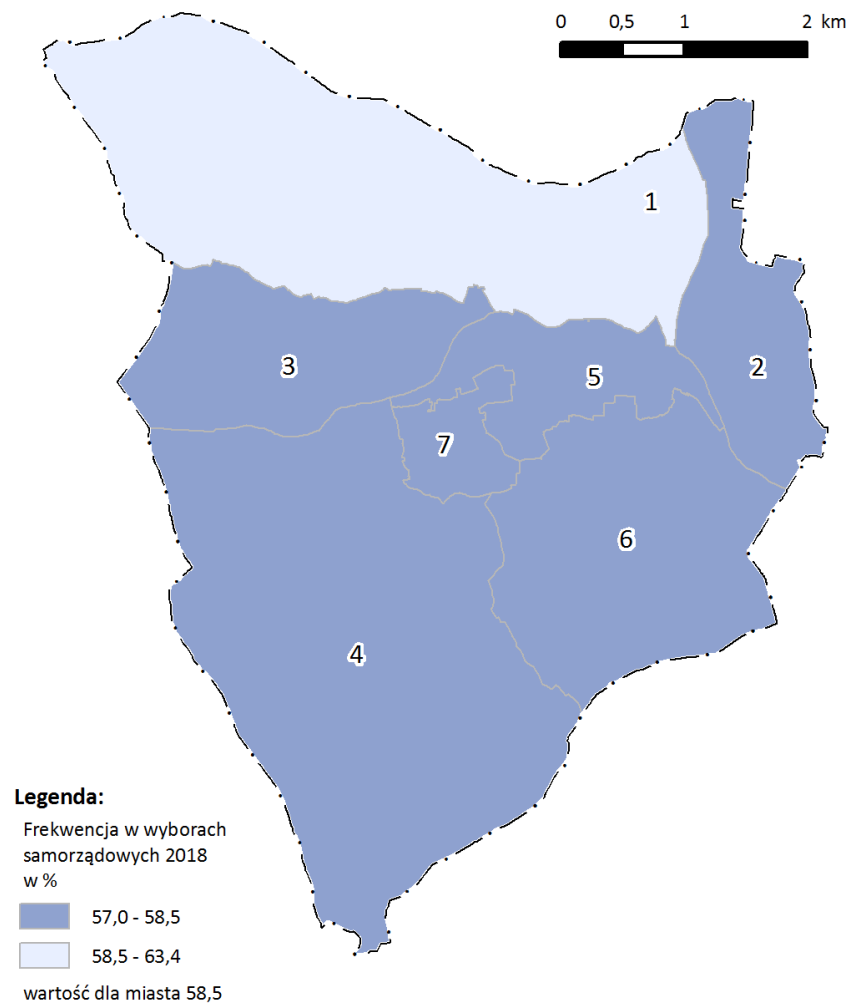 0 0,5 1 2 km
1
2
3
5
7
6
4
Legenda:
Frekwencja w wyborach
samorządowych 2018
w %
57,0 - 58,5
58,5 - 63,4
wartość dla miasta 58,5